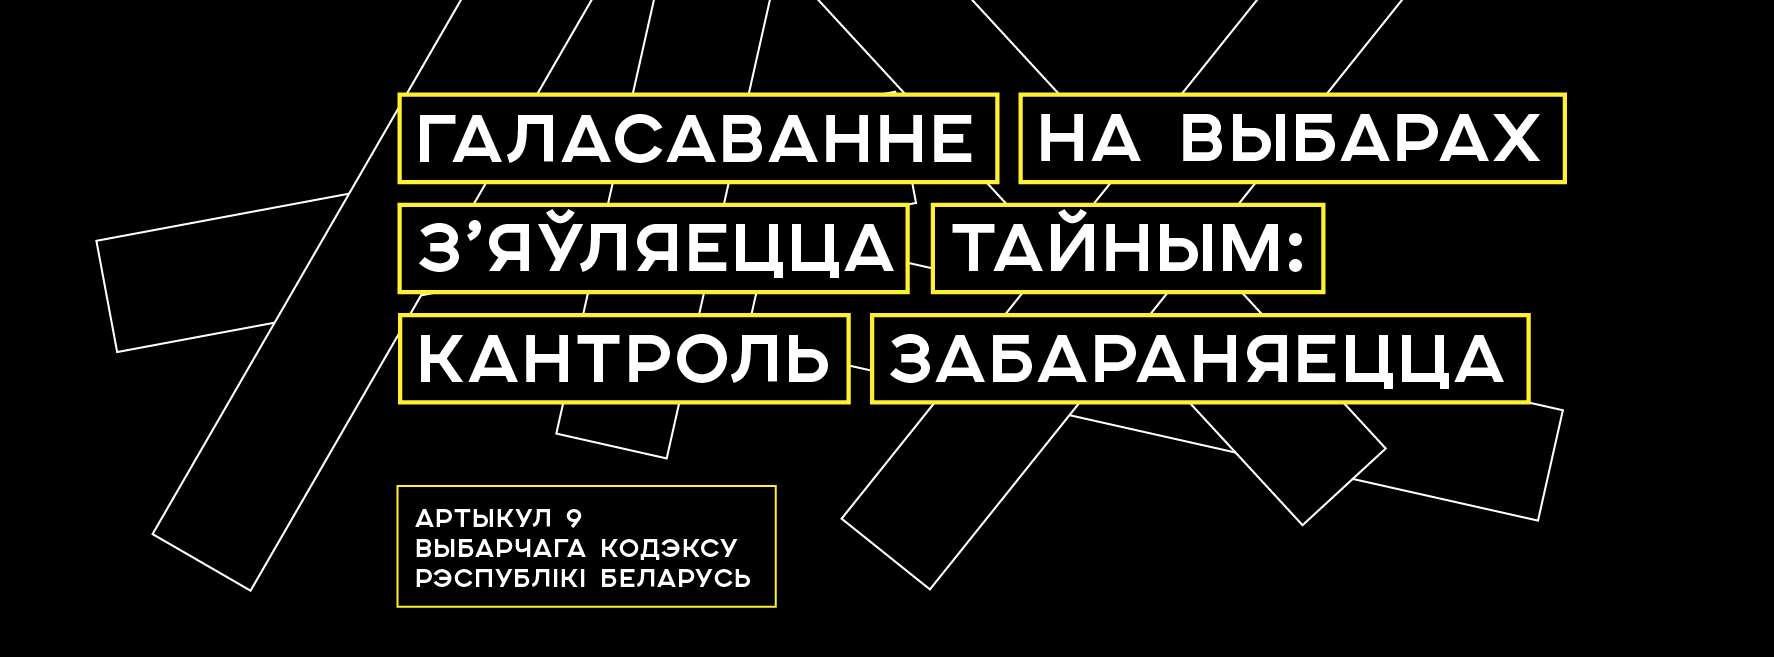 ГАЛАСАВАННЕ НА ВЫБАРАХ
З’ЯЎЛЯЕЦЦА ТАЙНЫМ:
КАНТРОЛЬ ЗАБАРАНЯЕЦЦА
АРТЫКУЛ 9
ВЫБАРЧАГА КОДЭКСУ
РЭСПУБЛІКІ БЕЛАРУСЬ